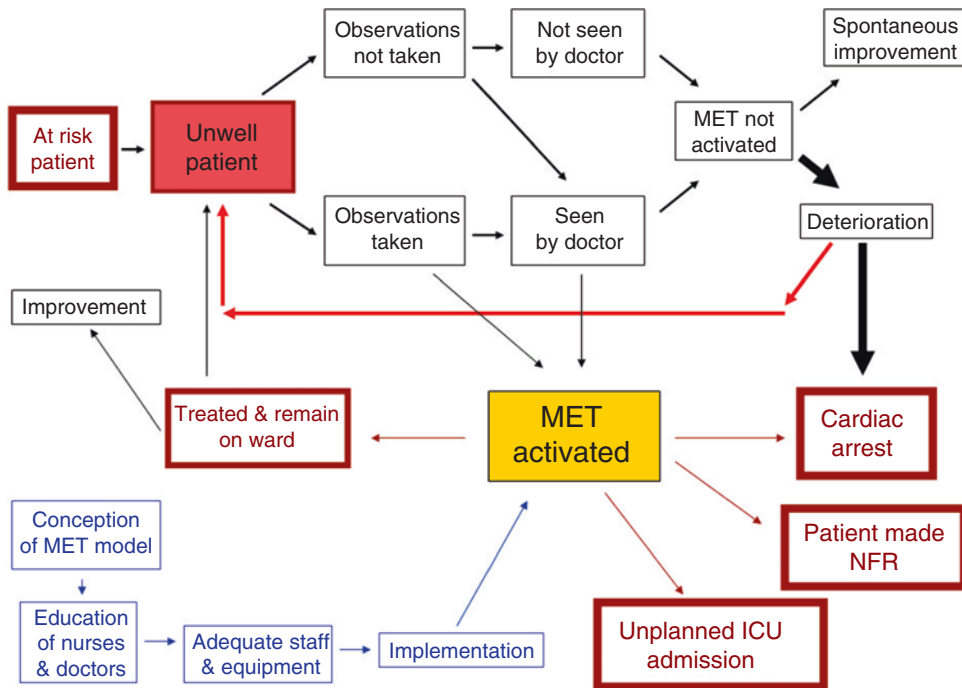 Observations
not taken
Not seen
by doctor
Spontaneous
improvement
At risk
patient
Unwell
patient
MET not
activated
Observations
taken
Seen
by doctor
Deterioration
Improvement
Treated & remain
on ward
MET
activated
Cardiac
arrest
Conception
of MET model
Patient made
NFR
Education
of nurses
& doctors
Adequate staff
& equipment
Implementation
Unplanned ICU
admission